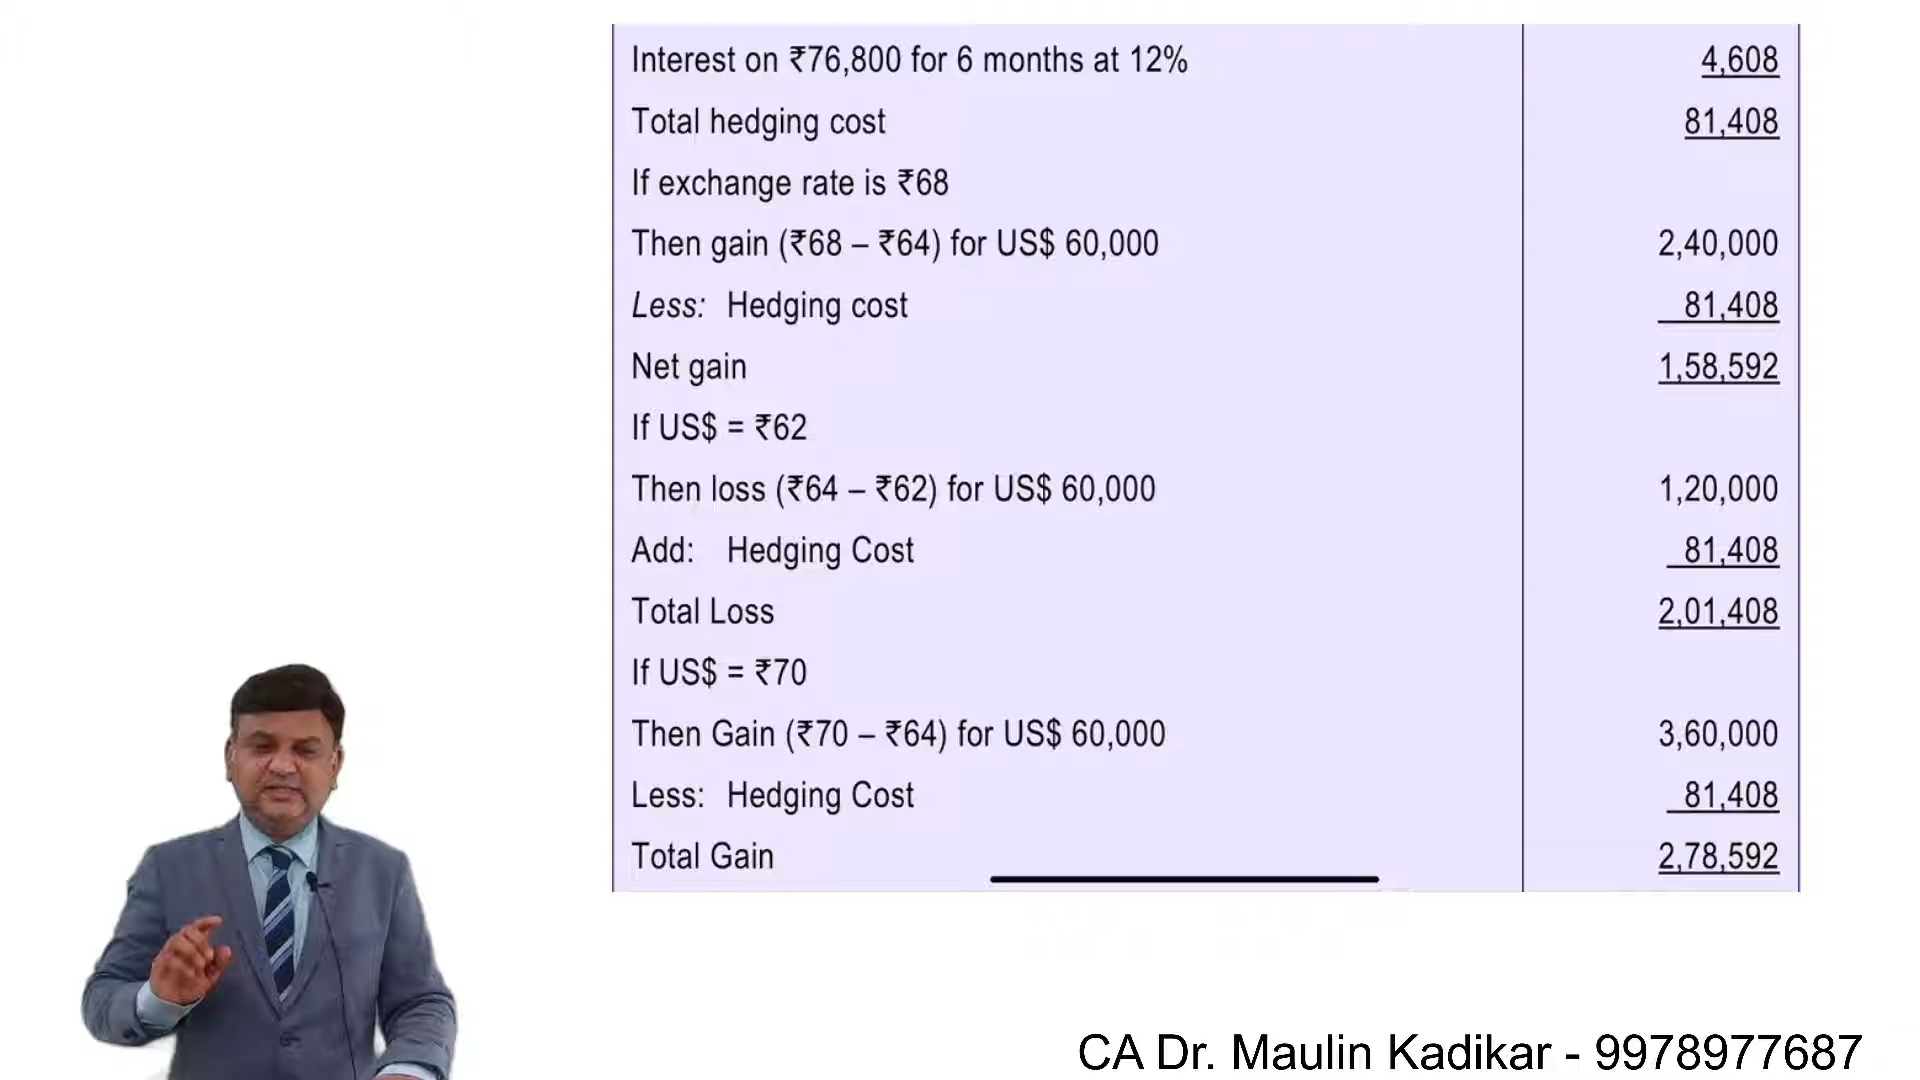 Interest on ₹76,800 for 6 months at 12% 4,608
Total hedging cost 81,408
If exchange rate is ₹68
Then gain (₹68 – ₹64) for US$ 60,000 2,40,000
Less: Hedging cost 81,408
Net gain 1,58,592
If US$ = ₹62
Then loss (₹64 – ₹62) for US$ 60,000 1,20,000
Add: Hedging Cost 81,408
Total Loss 2,01,408
If US$ = ₹70
Then Gain (₹70 – ₹64) for US$ 60,000 3,60,000
Less: Hedging Cost 81,408
Total Gain 2,78,592
CA Dr. Maulin Kadikar - 9978977687